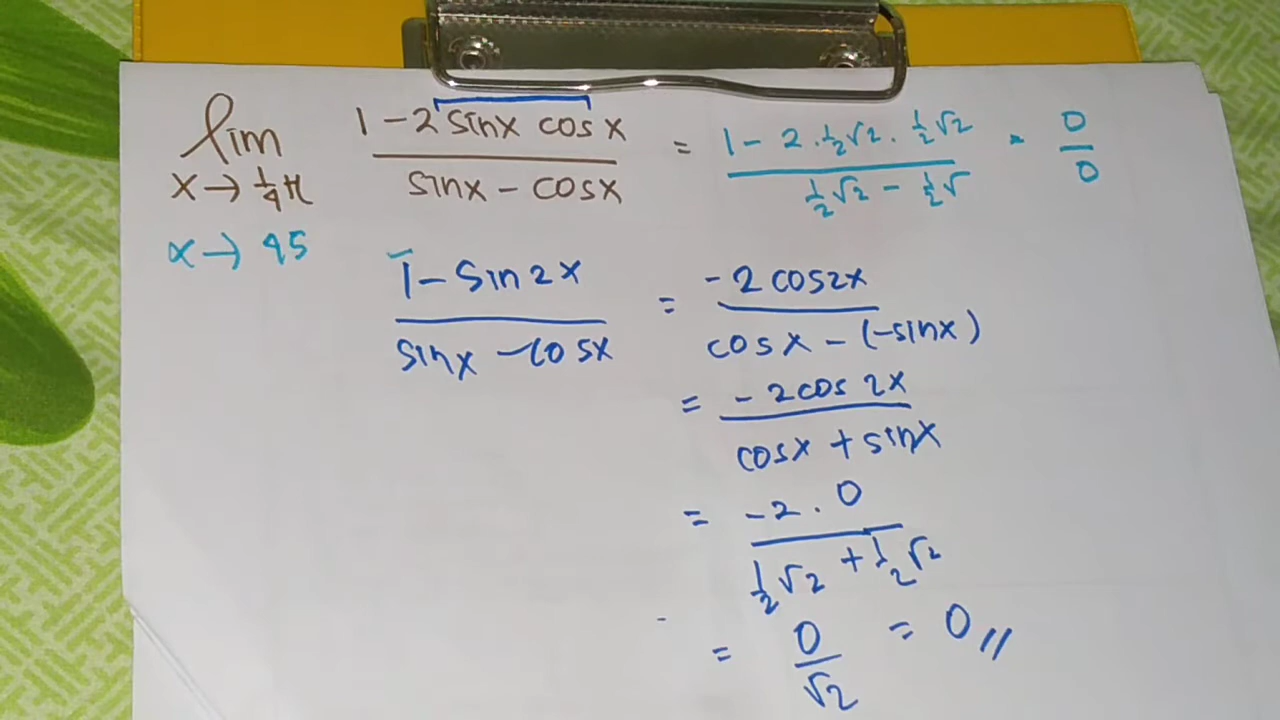 lim x→¼π (1 - 2 sinx cosx)/(sinx - cosx) = (1 - 2 . ½√2 . ½√2)/(½√2 - ½√) = 0/0
x → 45
(1 - sin2x)/(sinx - cosx) = (-2 cos2x)/(cosx - (-sinx))
= (-2cos 2x)/(cosx + sinx)
= (-2 . 0)/(½√2 + ½√2)
= 0/√2 = 0 //